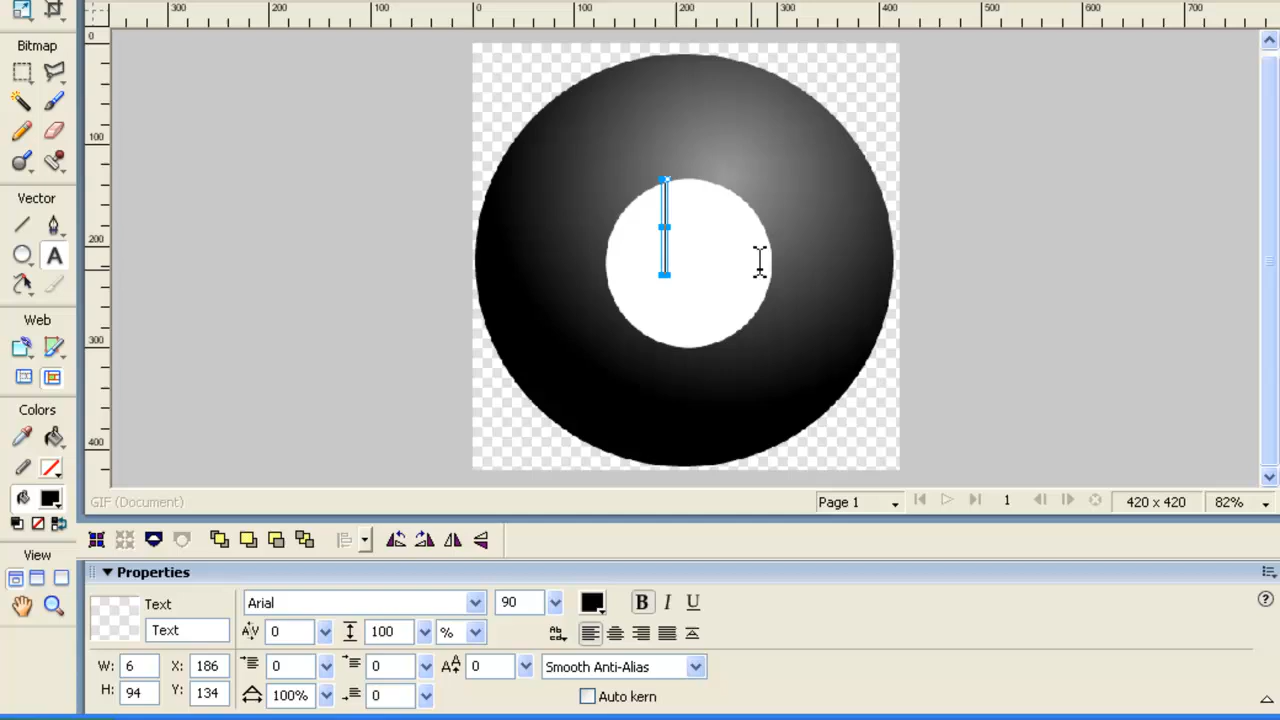 300 200 100 0 100 200 300 400 500 600 700
0
100
200
300
400
Bitmap
Vector
A
Web
Colors
View
GIF (Document)
Page 1
1
420 x 420
82%
Properties
Text
Arial
90
B I U
Text
0
100
%
W: 6
X: 186
0
0
0
Smooth Anti-Alias
H: 94
Y: 134
100%
0
Auto kern